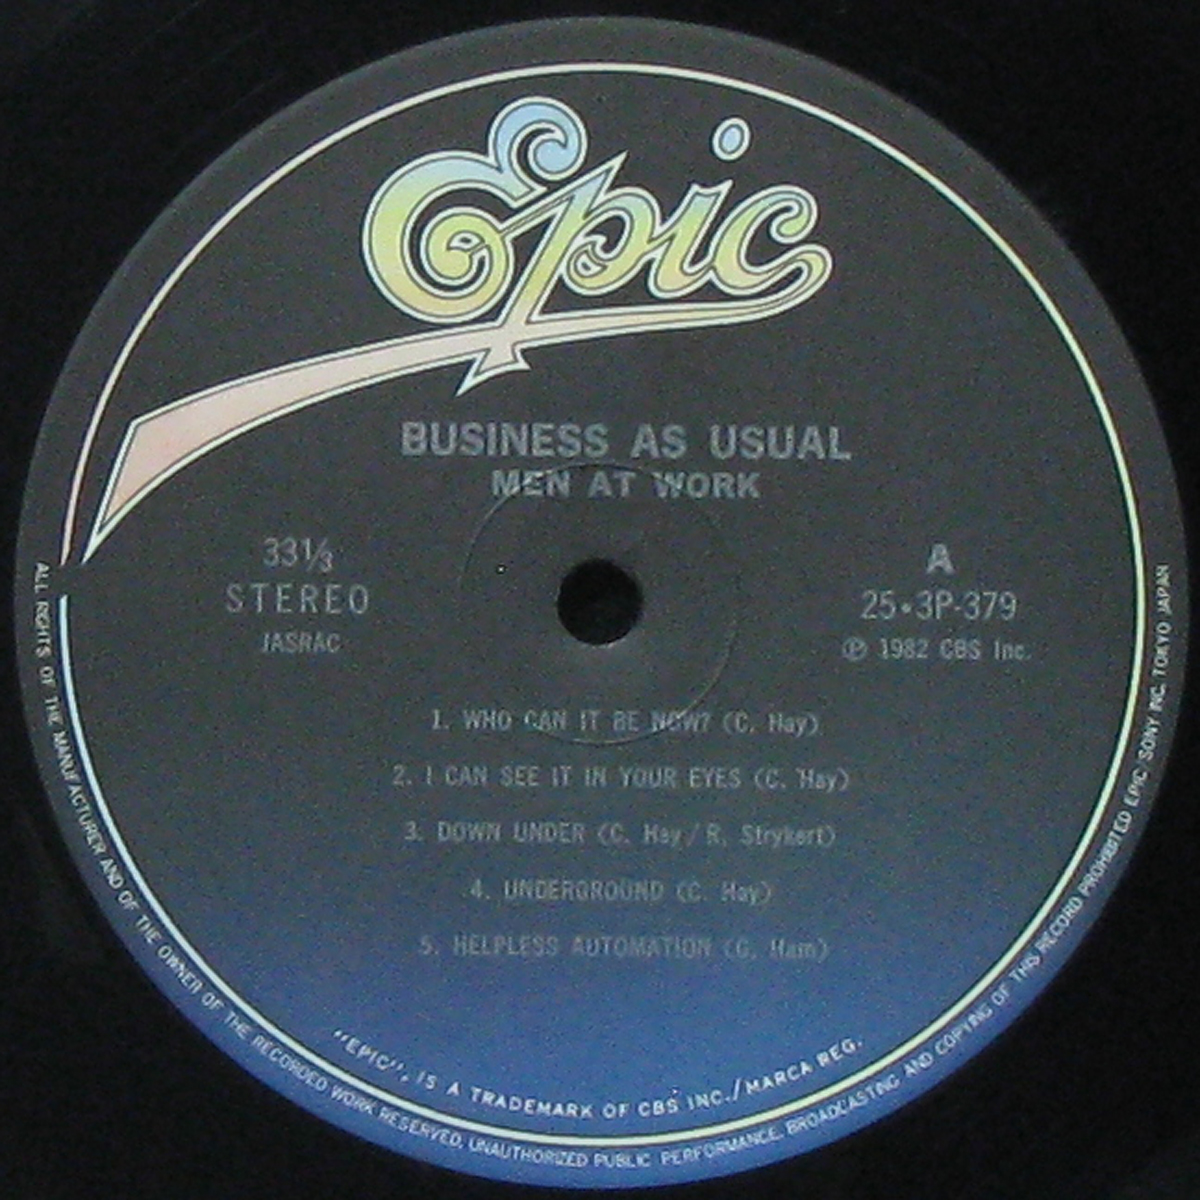 Epic
BUSINESS AS USUAL
MEN AT WORK
33⅓
STEREO
JASRAC
A
25•3P-379
Ⓟ 1982 CBS Inc.
1. WHO CAN IT BE NOW? (C. Hay)
2. I CAN SEE IT IN YOUR EYES (C. Hay)
3. DOWN UNDER (C. Hay / R. Strykert)
4. UNDERGROUND (C. Hay)
5. HELPLESS AUTOMATION (G. Ham)
"EPIC", IS A TRADEMARK OF CBS INC./MARCA REG.
ALL RIGHTS OF THE MANUFACTURER AND OF THE OWNER OF THE RECORDED WORK RESERVED, UNAUTHORIZED PUBLIC PERFORMANCE, BROADCASTING AND COPYING OF THIS RECORD PROHIBITED EPIC SONY INC. TOKYO JAPAN